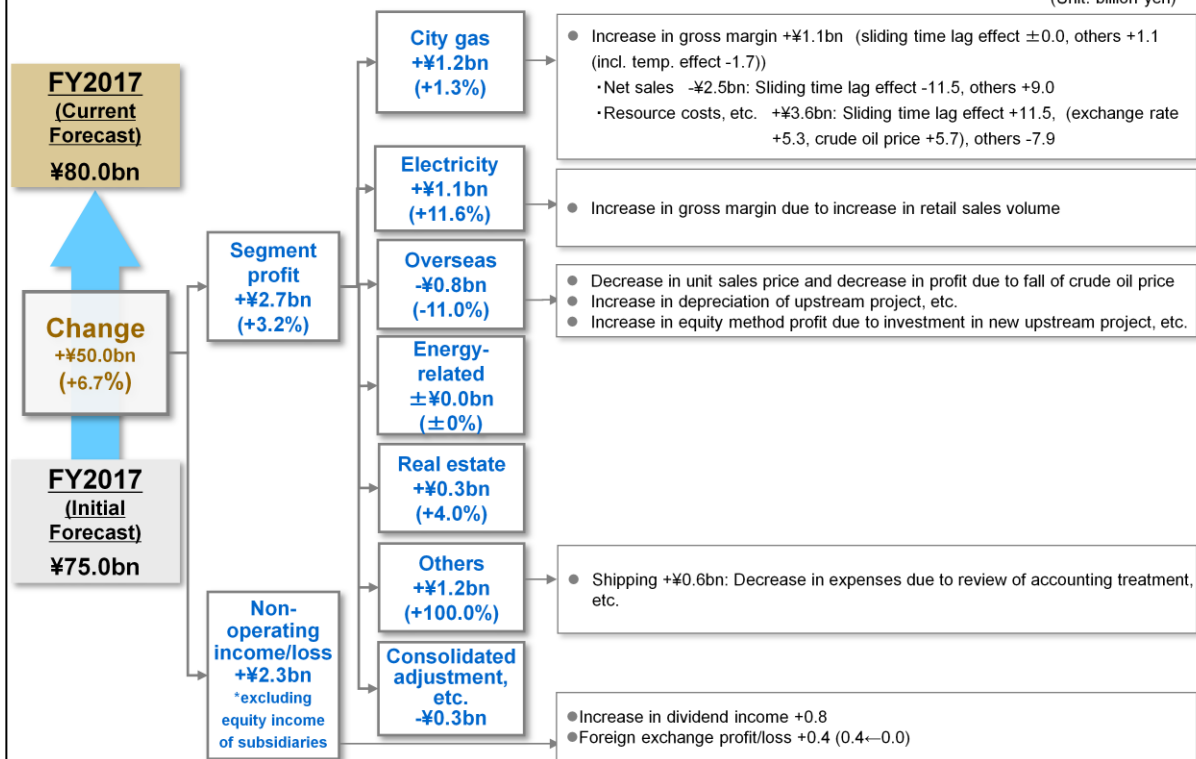 (Unit: billion yen)
FY2017
(Current
Forecast)
¥80.0bn
Change
+¥50.0bn
(+6.7%)
FY2017
(Initial
Forecast)
¥75.0bn
Segment
profit
+¥2.7bn
(+3.2%)
Non-
operating
income/loss
+¥2.3bn
*excluding
equity income
of subsidiaries
City gas
+¥1.2bn
(+1.3%)
● Increase in gross margin +¥1.1bn (sliding time lag effect ±0.0, others +1.1
(incl. temp. effect -1.7))
・Net sales -¥2.5bn: Sliding time lag effect -11.5, others +9.0
・Resource costs, etc. +¥3.6bn: Sliding time lag effect +11.5, (exchange rate
+5.3, crude oil price +5.7), others -7.9
Electricity
+¥1.1bn
(+11.6%)
● Increase in gross margin due to increase in retail sales volume
Overseas
-¥0.8bn
(-11.0%)
● Decrease in unit sales price and decrease in profit due to fall of crude oil price
● Increase in depreciation of upstream project, etc.
● Increase in equity method profit due to investment in new upstream project, etc.
Energy-
related
±¥0.0bn
(±0%)
Real estate
+¥0.3bn
(+4.0%)
Others
+¥1.2bn
(+100.0%)
● Shipping +¥0.6bn: Decrease in expenses due to review of accounting treatment,
etc.
Consolidated
adjustment,
etc.
-¥0.3bn
●Increase in dividend income +0.8
●Foreign exchange profit/loss +0.4 (0.4←0.0)